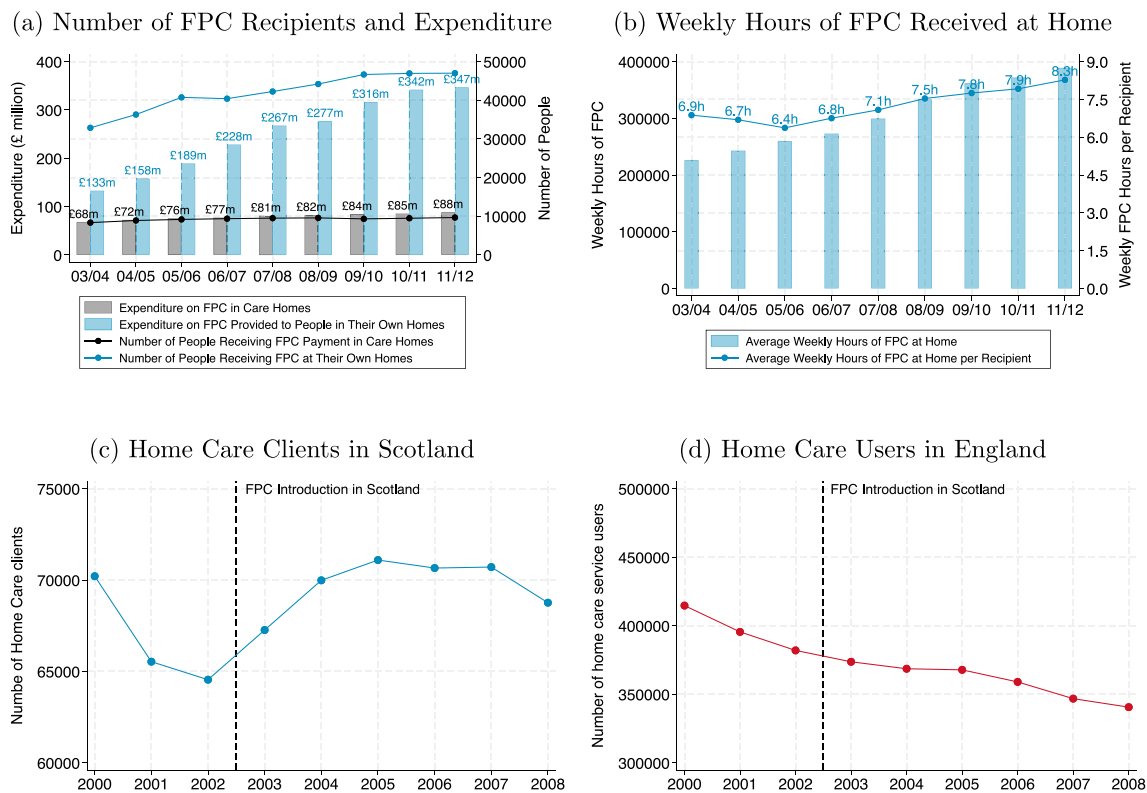 (a) Number of FPC Recipients and Expenditure
Expenditure (£ million)
400
300
200
100
0
50000
40000
30000
20000
10000
0
Number of People
£133m
£158m
£189m
£228m
£267m
£277m
£316m
£342m
£347m
£68m
£72m
£76m
£77m
£81m
£82m
£84m
£85m
£88m
03/04 04/05 05/06 06/07 07/08 08/09 09/10 10/11 11/12
Expenditure on FPC in Care Homes
Expenditure on FPC Provided to People in Their Own Homes
Number of People Receiving FPC Payment in Care Homes
Number of People Receiving FPC at Their Own Homes
(b) Weekly Hours of FPC Received at Home
Weekly Hours of FPC
400000
300000
200000
100000
0
9.0
7.5
6.0
4.5
3.0
1.5
0.0
Weekly FPC Hours per Recipient
6.9h
6.7h
6.4h
6.8h
7.1h
7.5h
7.8h
7.9h
8.3h
03/04 04/05 05/06 06/07 07/08 08/09 09/10 10/11 11/12
Average Weekly Hours of FPC at Home
Average Weekly Hours of FPC at Home per Recipient
(c) Home Care Clients in Scotland
Numbe of Home Care clients
75000
70000
65000
60000
FPC Introduction in Scotland
2000 2001 2002 2003 2004 2005 2006 2007 2008
(d) Home Care Users in England
Number of home care service users
500000
450000
400000
350000
300000
FPC Introduction in Scotland
2000 2001 2002 2003 2004 2005 2006 2007 2008